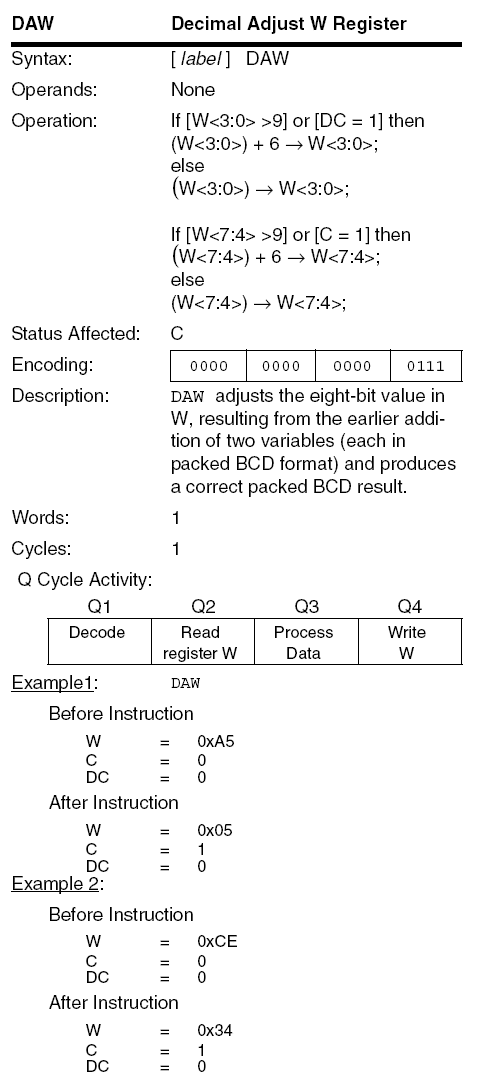 DAW Decimal Adjust W Register
Syntax: [ label ] DAW
Operands: None
Operation: If [W<3:0> >9] or [DC = 1] then
(W<3:0>) + 6 → W<3:0>;
else
(W<3:0>) → W<3:0>;
If [W<7:4> >9] or [C = 1] then
(W<7:4>) + 6 → W<7:4>;
else
(W<7:4>) → W<7:4>;
Status Affected: C
Encoding: 0000 0000 0000 0111
Description: DAW adjusts the eight-bit value in
W, resulting from the earlier addi-
tion of two variables (each in
packed BCD format) and produces
a correct packed BCD result.
Words: 1
Cycles: 1
Q Cycle Activity:
Q1 Q2 Q3 Q4
Decode Read Process Write
register W Data W
Example1: DAW
Before Instruction
W = 0xA5
C = 0
DC = 0
After Instruction
W = 0x05
C = 1
DC = 0
Example 2:
Before Instruction
W = 0xCE
C = 0
DC = 0
After Instruction
W = 0x34
C = 1
DC = 0